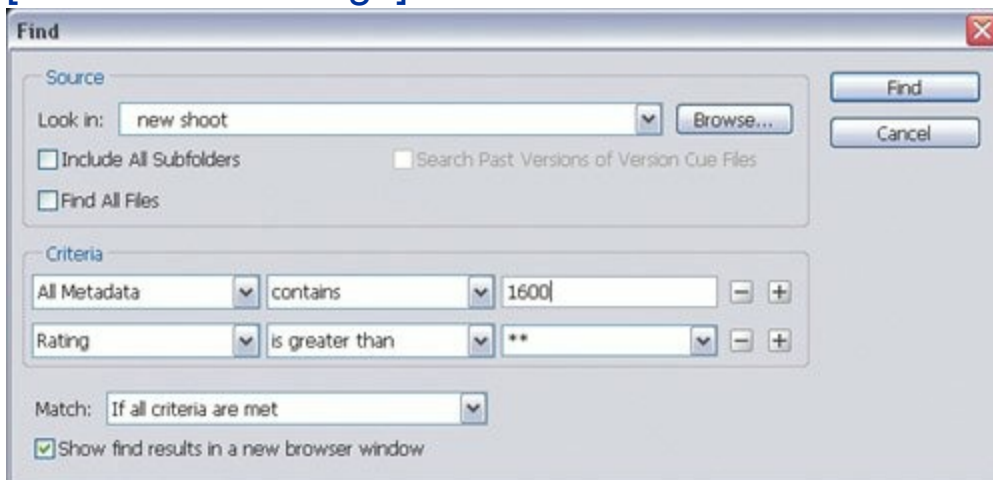 Find
Source
Look in: new shoot Browse... Find
Include All Subfolders Search Past Versions of Version Cue Files Cancel
Find All Files
Criteria
All Metadata contains 1600
Rating is greater than **
Match: If all criteria are met
Show find results in a new browser window